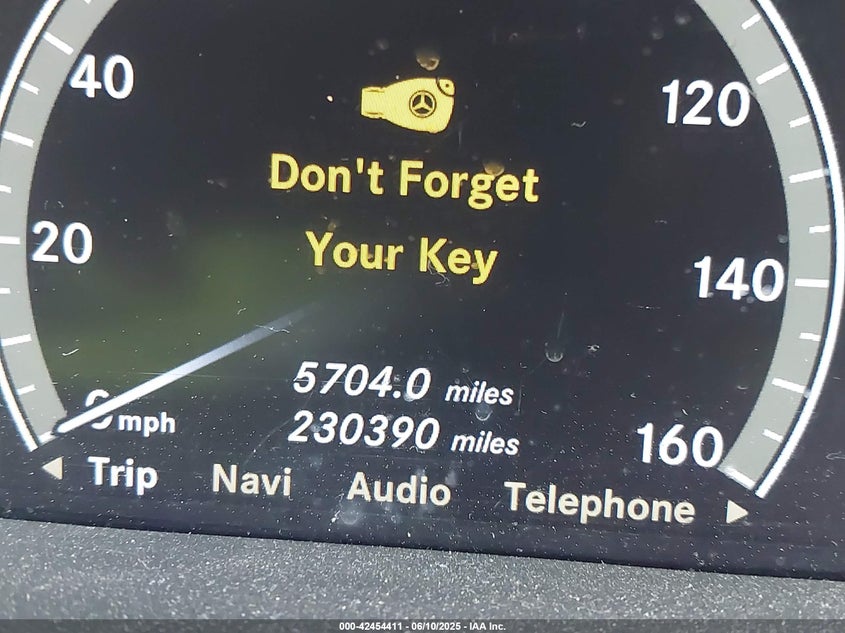 40
120
Don't Forget
20
Your Key
140
5704.0 miles
0 mph
230390 miles
160
Trip Navi Audio Telephone
000-42454411 - 06/10/2025 - IAA Inc.